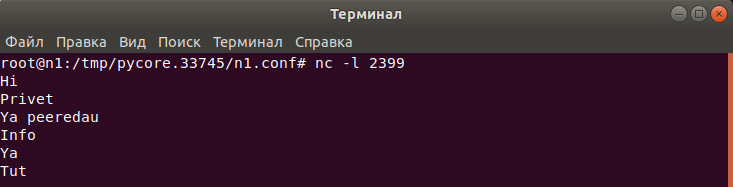 Терминал
Файл Правка Вид Поиск Терминал Справка
root@n1:/tmp/pycore.33745/n1.conf# nc -l 2399
Hi
Privet
Ya peeredau
Info
Ya
Tut